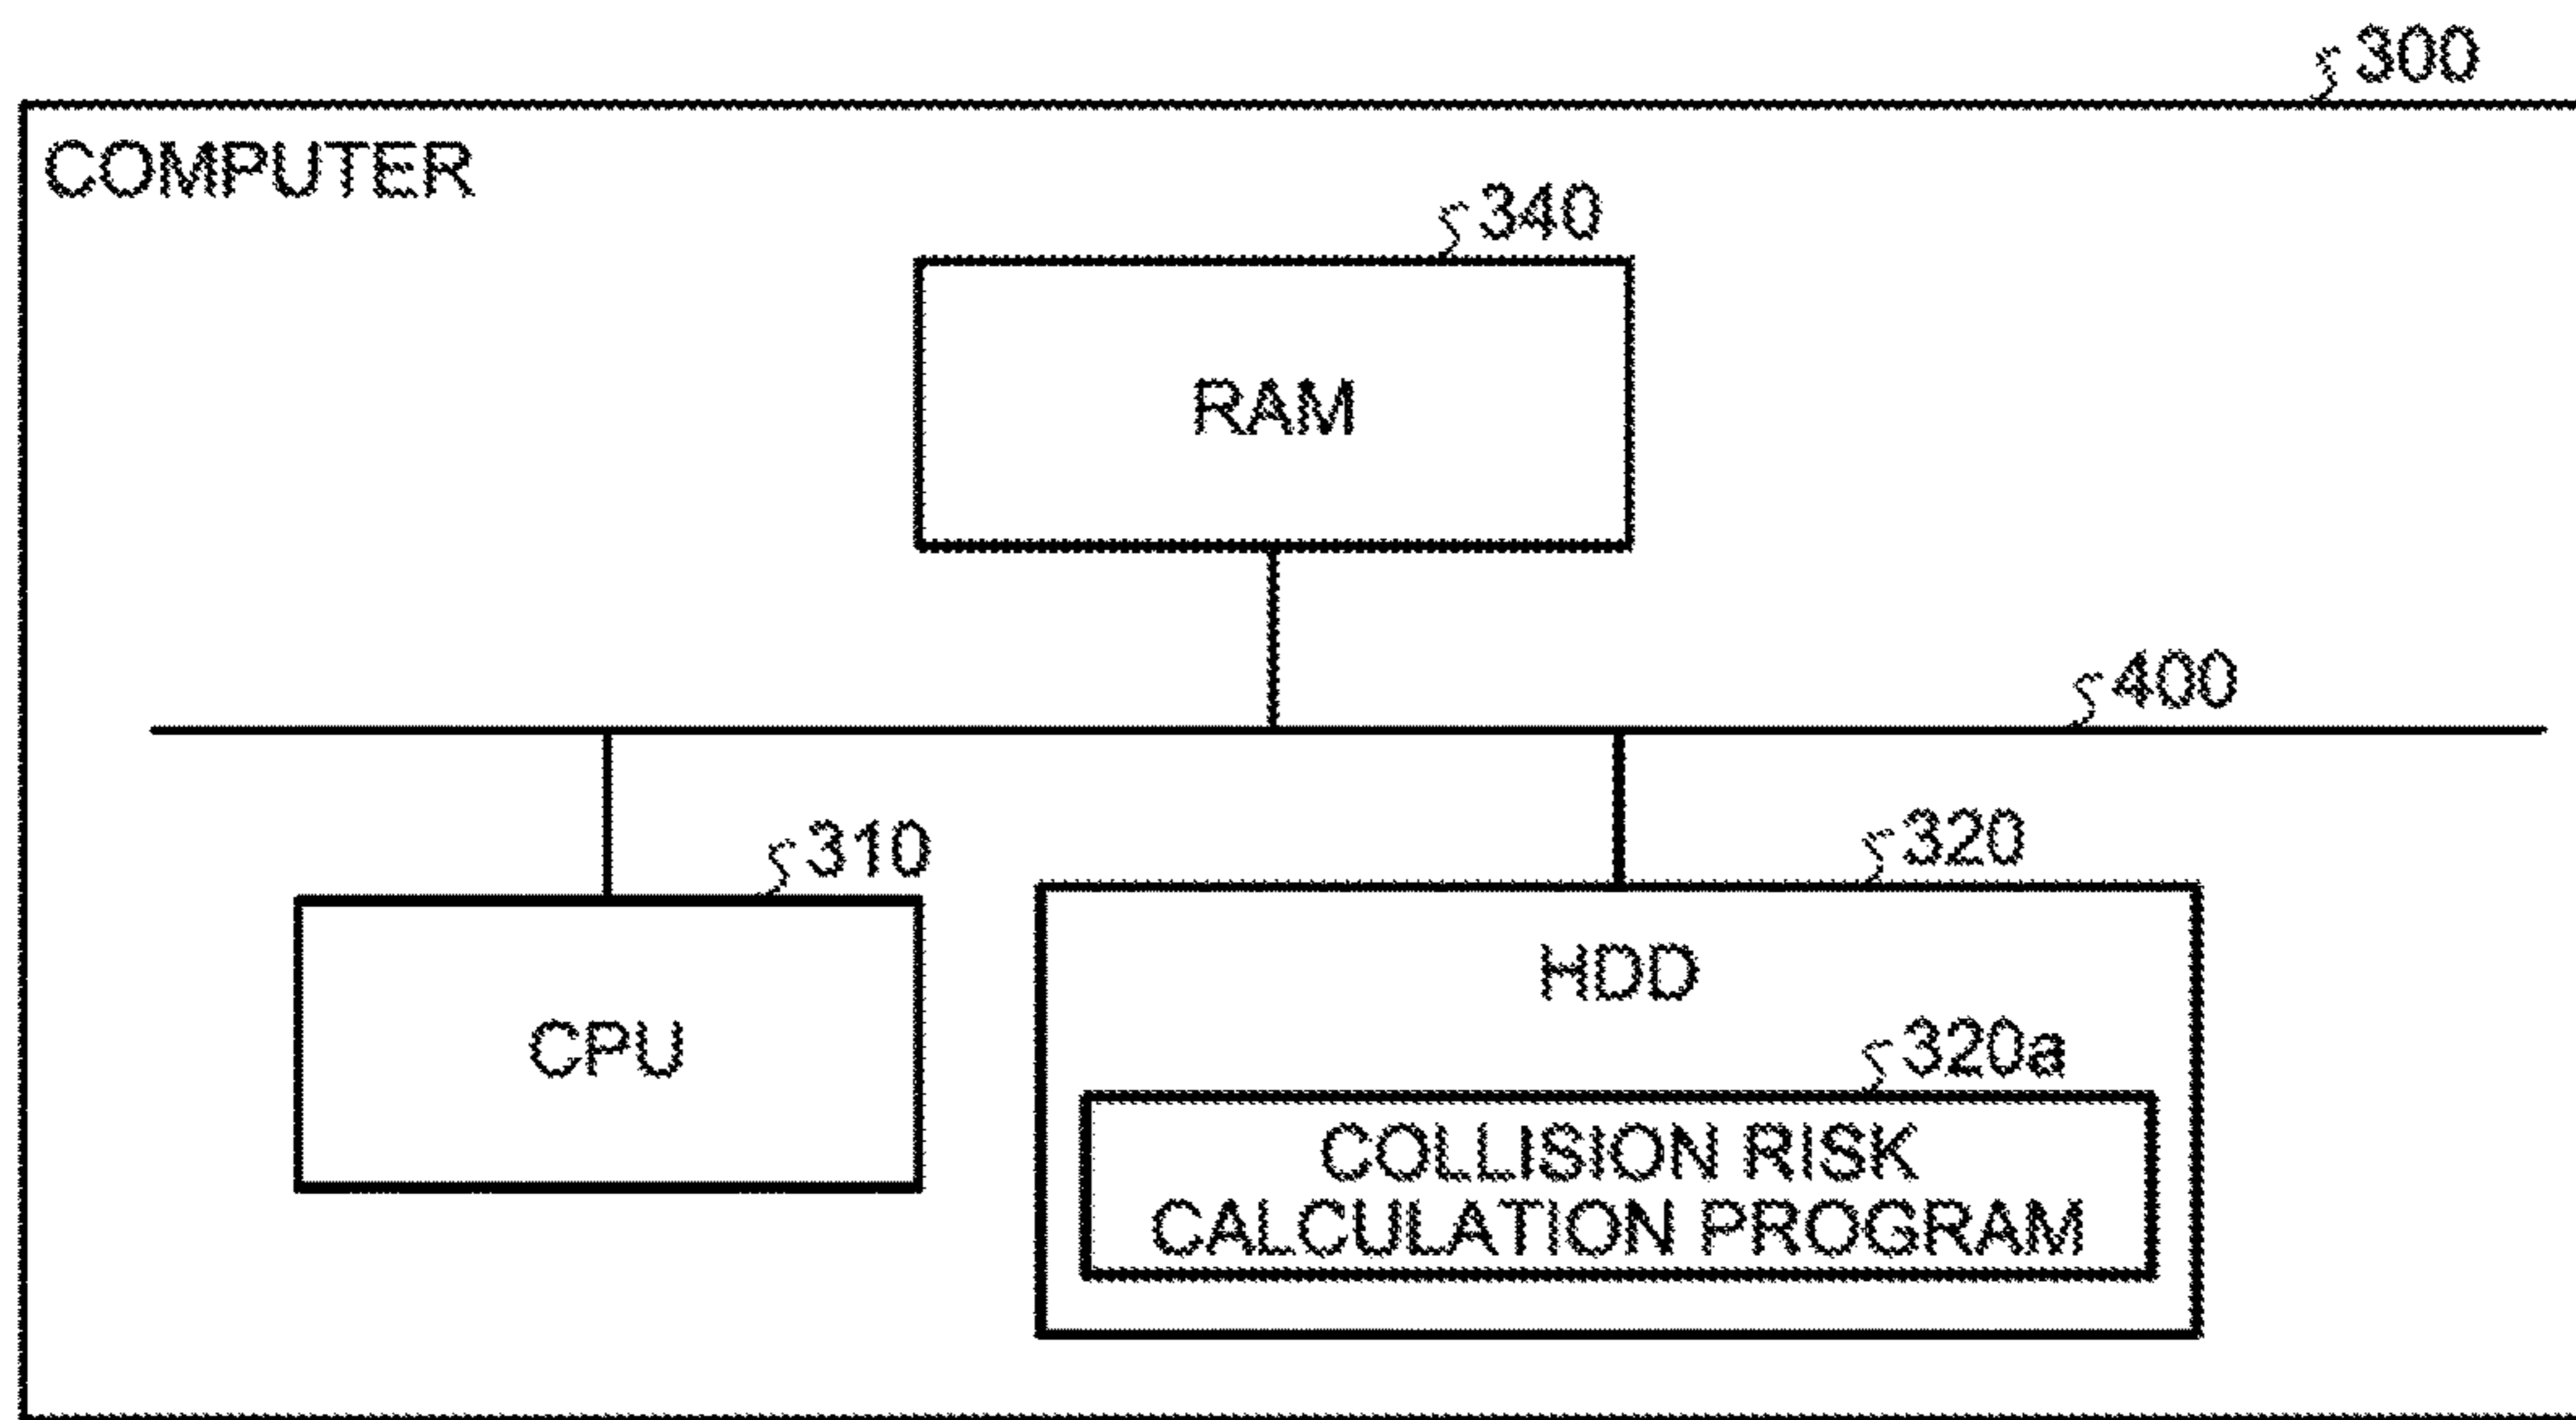 300
COMPUTER
340
RAM
400
310
CPU
320
HDD
320a
COLLISION RISK
CALCULATION PROGRAM